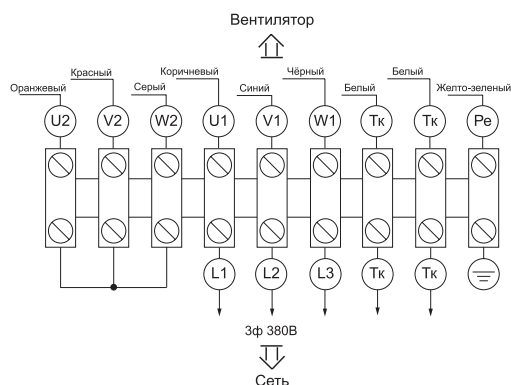 Вентилятор
Красный Коричневый Чёрный Белый
Оранжевый Серый Синий Белый Желто-зеленый
U2 V2 W2 U1 V1 W1 Тк Тк Ре
L1 L2 L3 Тк Тк
3ф 380В
Сеть